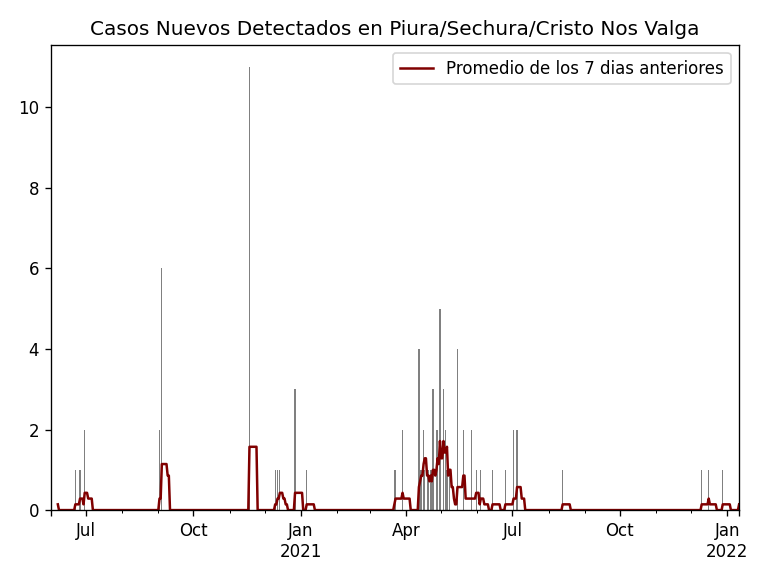 Casos Nuevos Detectados en Piura/Sechura/Cristo Nos Valga
Promedio de los 7 dias anteriores
10
8
6
4
2
0
Jul Oct Jan Apr Jul Oct Jan
2021 2022